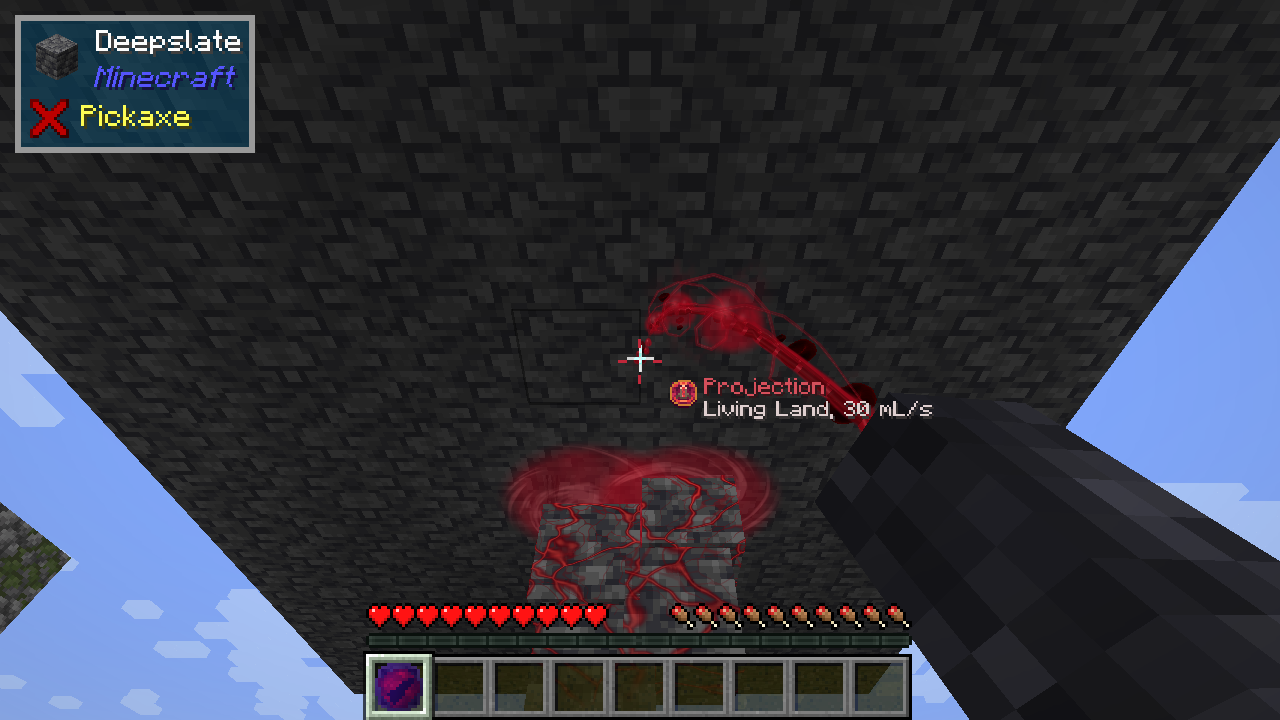 Deepslate
Minecraft
Pickaxe
Projection
Living Land, 30 mL/s